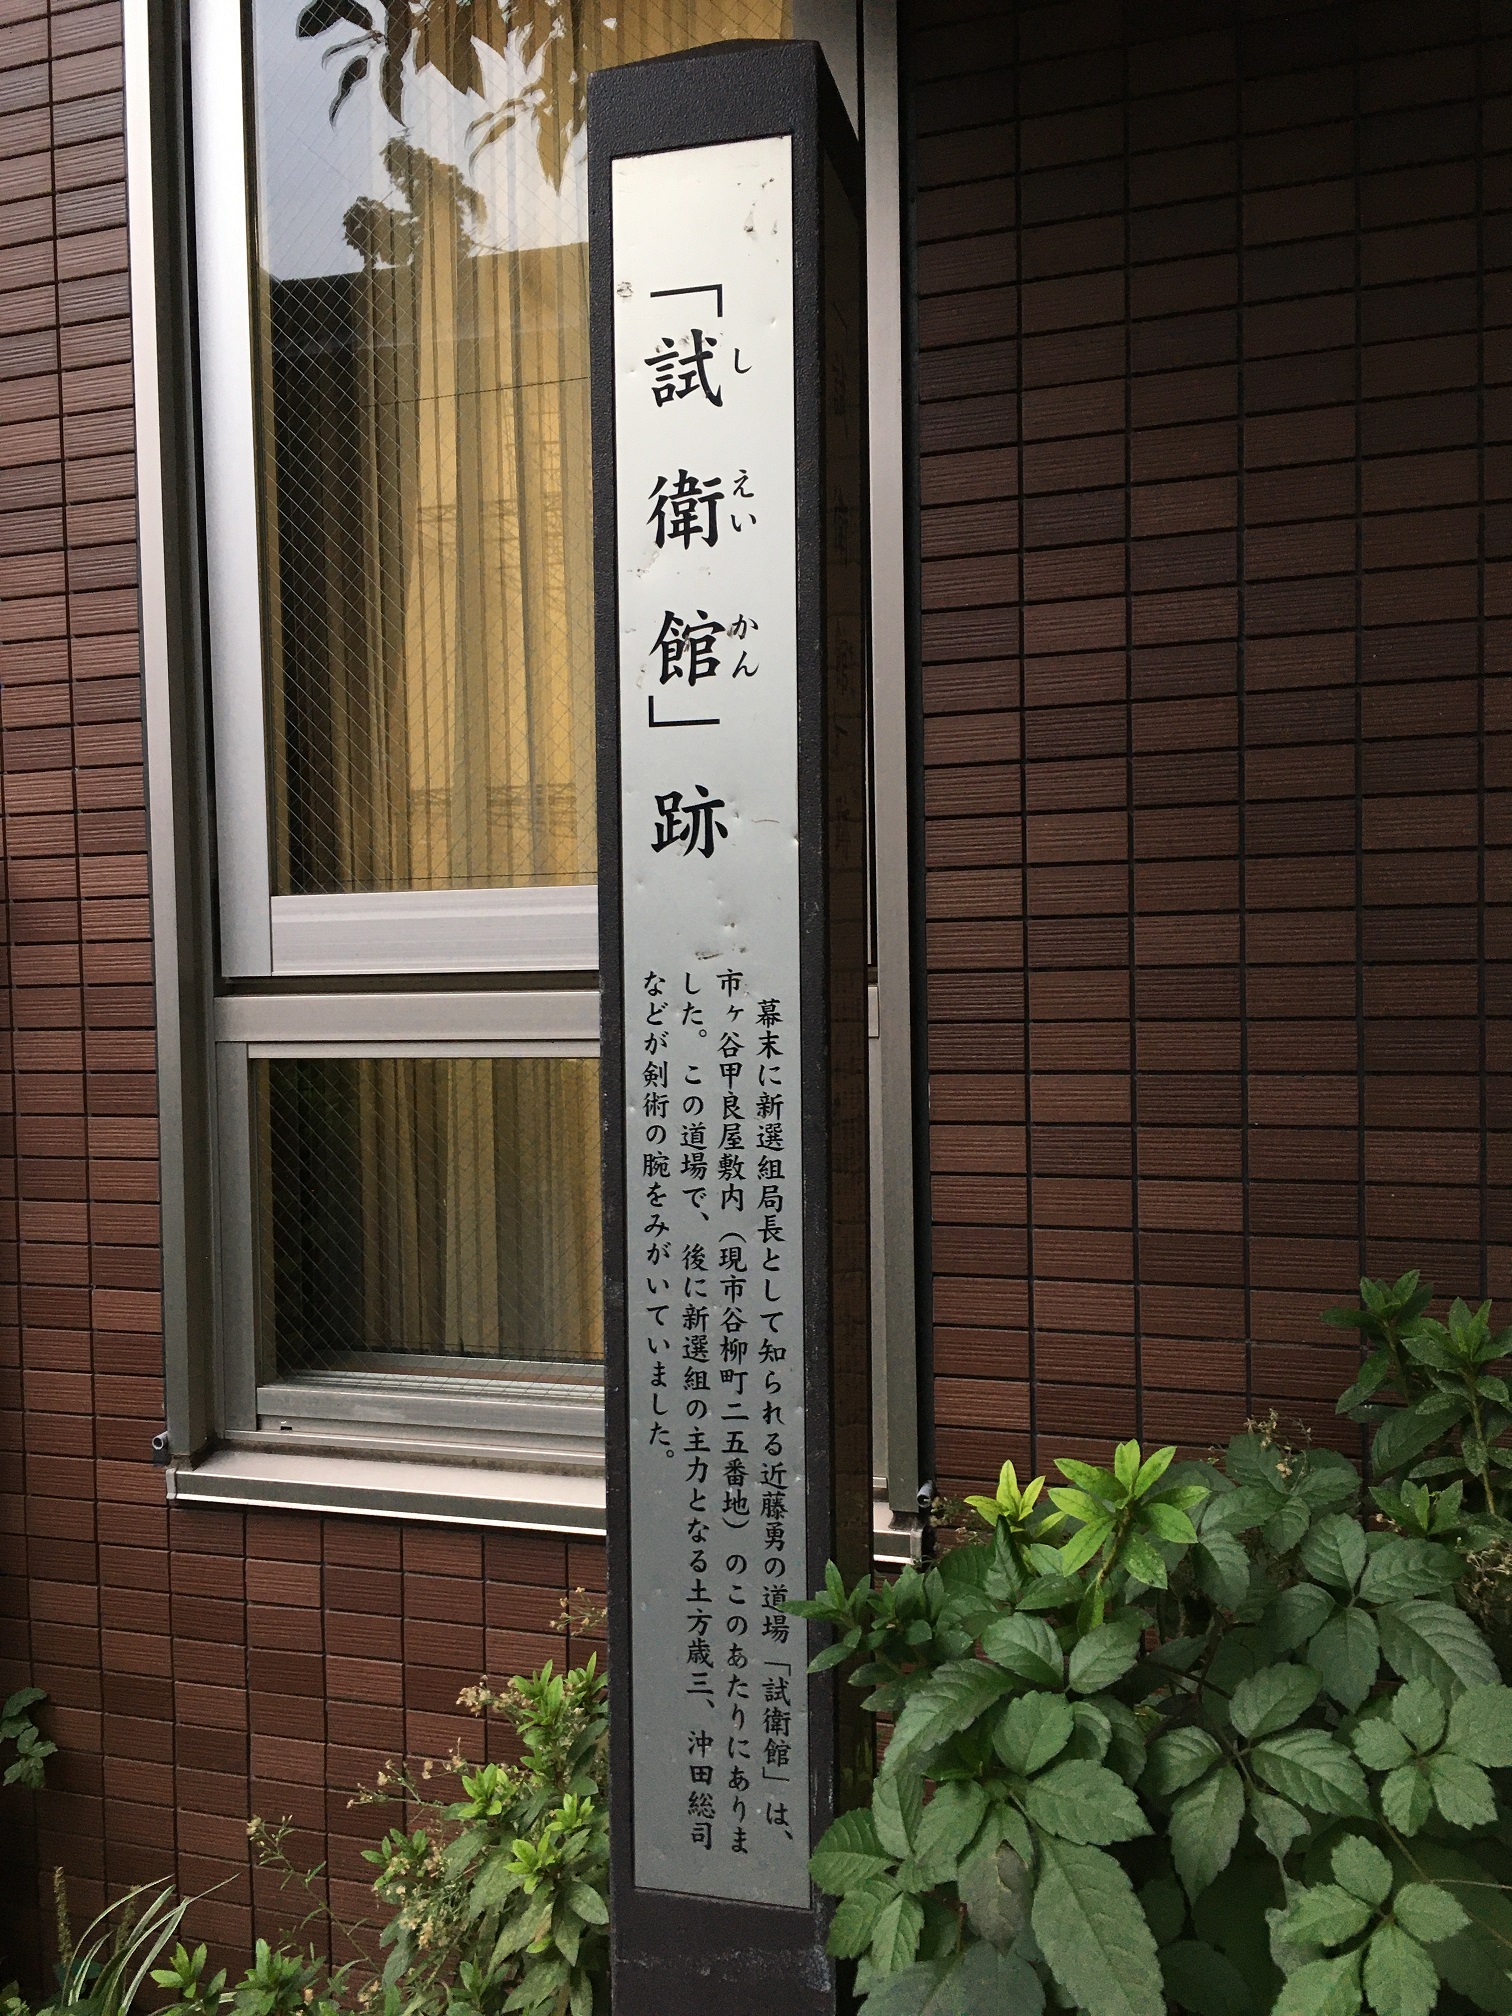 「試衛館」跡
しえいかん
幕末に新選組局長として知られる近藤勇の道場「試衛館」は、
市ヶ谷甲良屋敷内（現市谷柳町二五番地）のこのあたりにありま
した。この道場で、後に新選組の主力となる土方歳三、沖田総司
などが剣術の腕をみがいていました。